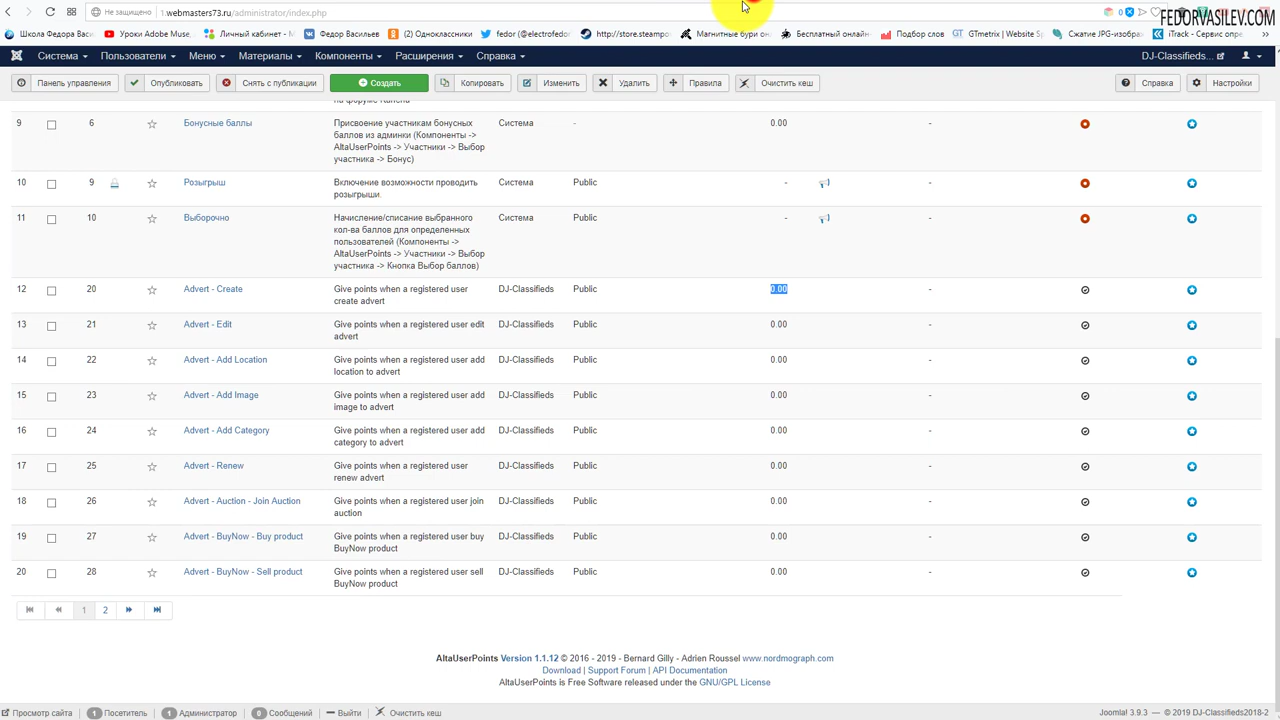 Не защищено
1.webmasters73.ru/administrator/index.php
0
FEDORVASILEV.COM
Школа Федора Васи
Уроки Adobe Muse,
Личный кабинет - М
Федор Васильев
(2) Одноклассники
fedor (@electrofedor
http://store.steampo
Магнитные бури он
Бесплатный онлайн
Подбор слов
GTmetrix | Website S
Сжатие JPG-изобра
iTrack - Сервис опре
Система
Пользователи
Меню
Материалы
Компоненты
Расширения
Справка
DJ-Classifieds...
Панель управления
Опубликовать
Снять с публикации
Создать
Копировать
Изменить
Удалить
Правила
Очистить кеш
Справка
Настройки
9 6 Бонусные баллы Присвоение участникам бонусных Система - 0.00 -
баллов из админки (Компоненты ->
AltaUserPoints -> Участники -> Выбор
участника -> Бонус)
10 9 Розыгрыш Включение возможности проводить Система Public - -
розыгрыши.
11 10 Выборочно Начисление/списание выбранного Система Public - -
кол-ва баллов для определенных
пользователей (Компоненты ->
AltaUserPoints -> Участники -> Выбор
участника -> Кнопка Выбор баллов)
12 20 Advert - Create Give points when a registered user DJ-Classifieds Public 0.00 -
create advert
13 21 Advert - Edit Give points when a registered user edit DJ-Classifieds Public 0.00 -
advert
14 22 Advert - Add Location Give points when a registered user add DJ-Classifieds Public 0.00 -
location to advert
15 23 Advert - Add Image Give points when a registered user add DJ-Classifieds Public 0.00 -
image to advert
16 24 Advert - Add Category Give points when a registered user add DJ-Classifieds Public 0.00 -
category to advert
17 25 Advert - Renew Give points when a registered user DJ-Classifieds Public 0.00 -
renew advert
18 26 Advert - Auction - Join Auction Give points when a registered user join DJ-Classifieds Public 0.00 -
auction
19 27 Advert - BuyNow - Buy product Give points when a registered user buy DJ-Classifieds Public 0.00 -
BuyNow product
20 28 Advert - BuyNow - Sell product Give points when a registered user sell DJ-Classifieds Public 0.00 -
BuyNow product
1 2
AltaUserPoints Version 1.1.12 © 2016 - 2019 - Bernard Gilly - Adrien Roussel www.nordmograph.com
Download | Support Forum | API Documentation
AltaUserPoints is Free Software released under the GNU/GPL License
Просмотр сайта 1 Посетитель 1 Администратор 0 Сообщений Выйти Очистить кеш
Joomla! 3.9.3 — © 2019 DJ-Classifieds2018-2